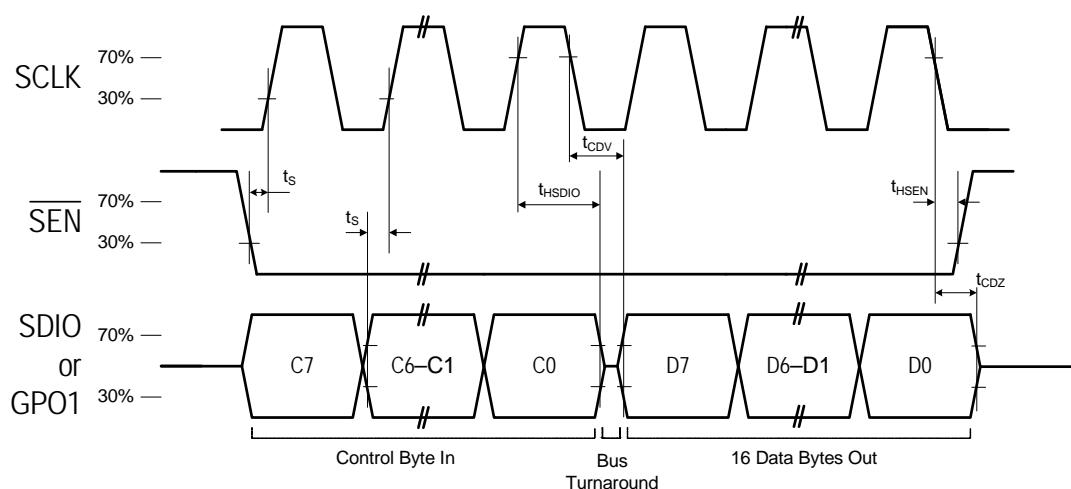 SCLK
70%
30%
tCDV
tS
tHSDIO
tHSEN
SEN
70%
30%
tS
tCDZ
SDIO
or
GPO1
70%
30%
C7
C6–C1
C0
D7
D6–D1
D0
Control Byte In
Bus
Turnaround
16 Data Bytes Out